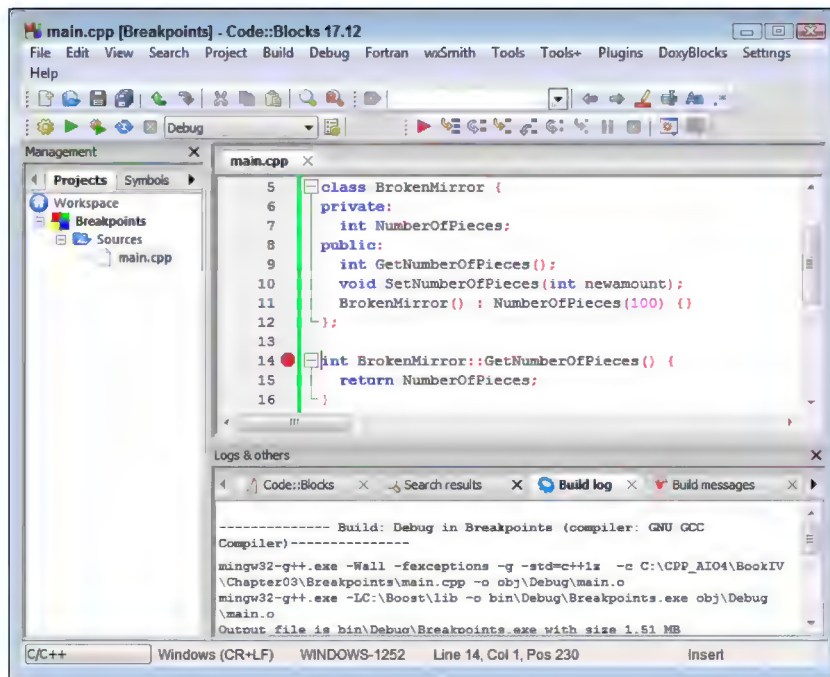 main.cpp [Breakpoints] - Code::Blocks 17.12
File Edit View Search Project Build Debug Fortran wxSmith Tools Tools+ Plugins DoxyBlocks Settings
Help
Debug
Management
Projects Symbols
Workspace
Breakpoints
Sources
main.cpp
main.cpp
5 class BrokenMirror {
6 private:
7 int NumberOfPieces;
8 public:
9 int GetNumberOfPieces();
10 void SetNumberOfPieces(int newamount);
11 BrokenMirror() : NumberOfPieces(100) {}
12 };
13
14 int BrokenMirror::GetNumberOfPieces() {
15 return NumberOfPieces;
16 }
Logs & others
Code::Blocks Search results Build log Build messages
-------------- Build: Debug in Breakpoints (compiler: GNU GCC
Compiler)---------------
mingw32-g++.exe -Wall -fexceptions -g -std=c++1z -c C:\CPP_AIO4\BookIV
\Chapter03\Breakpoints\main.cpp -o obj\Debug\main.o
mingw32-g++.exe -LC:\Boost\lib -o bin\Debug\Breakpoints.exe obj\Debug
\main.o
Output file is bin\Debug\Breakpoints.exe with size 1.51 MB
C/C++ Windows (CR+LF) WINDOWS-1252 Line 14, Col 1, Pos 230 Insert